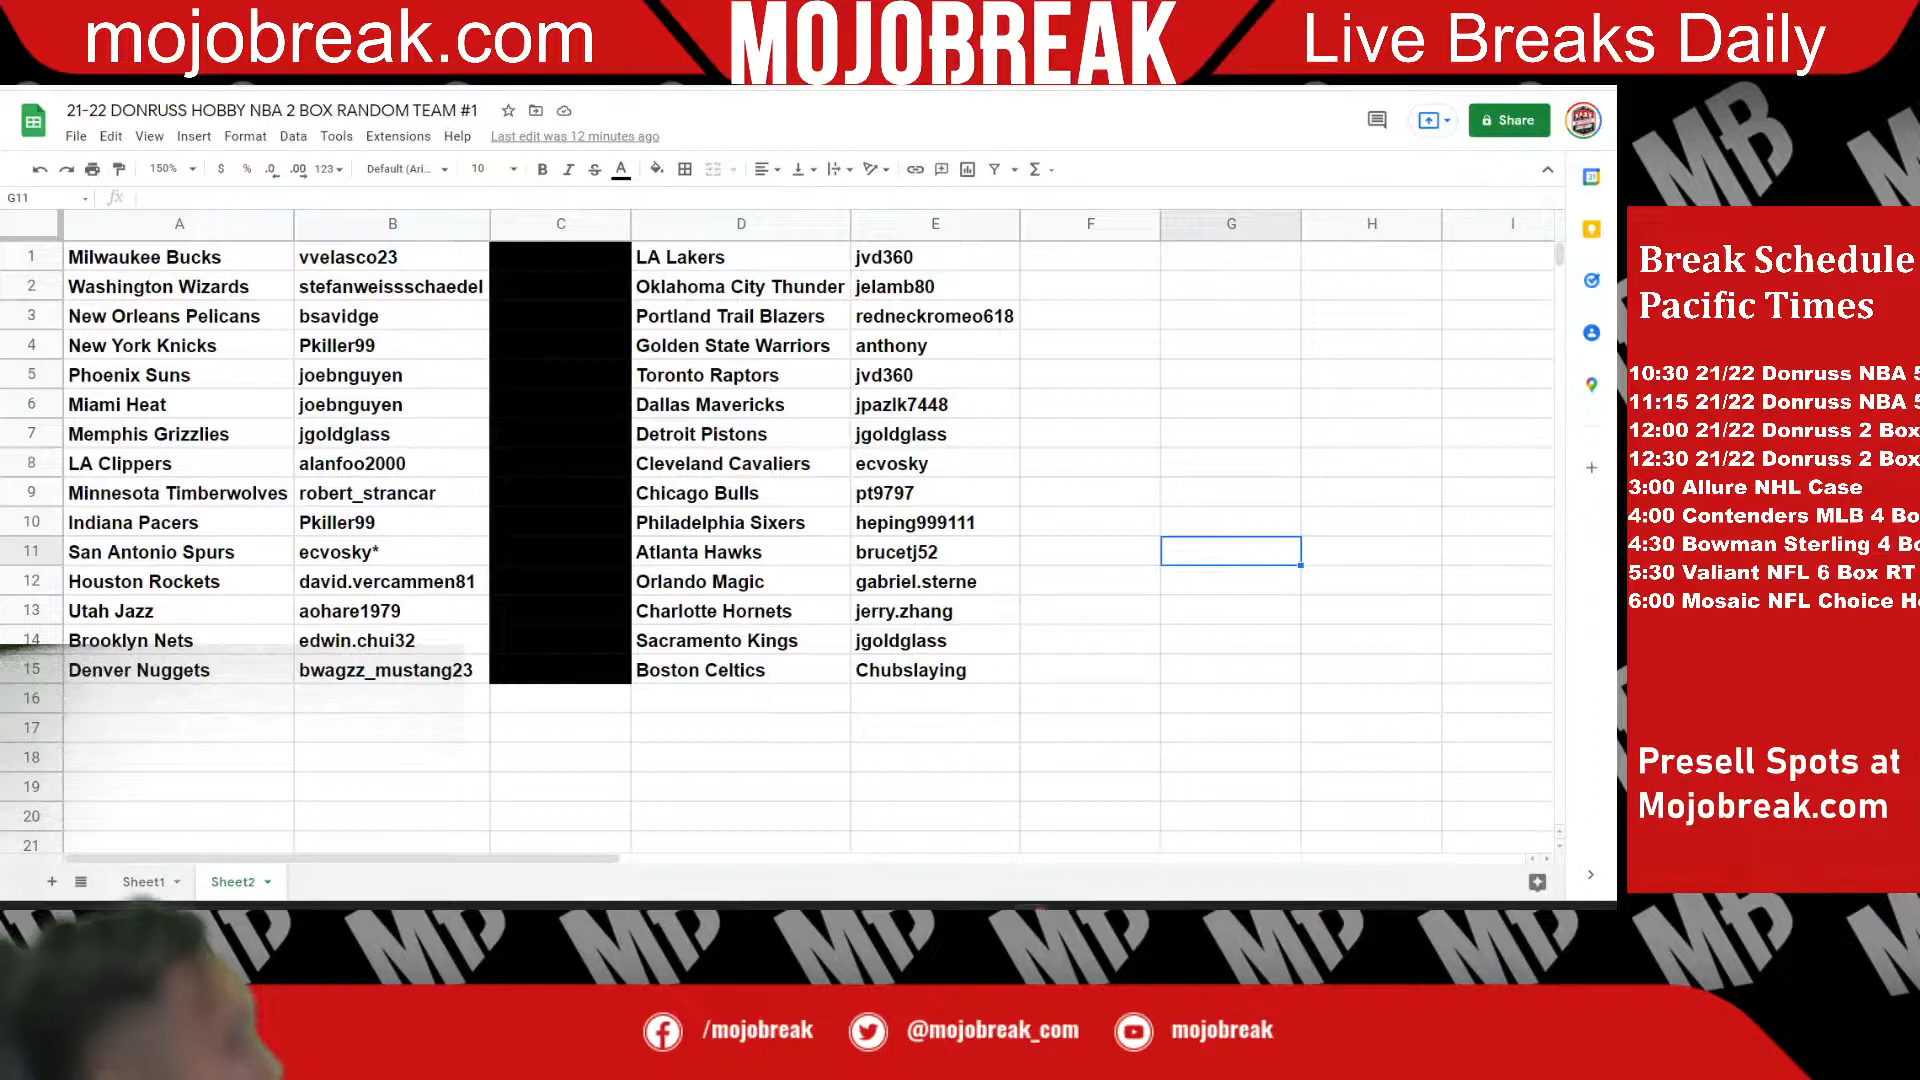 mojobreak.com
MOJOBREAK
Live Breaks Daily
21-22 DONRUSS HOBBY NBA 2 BOX RANDOM TEAM #1
File Edit View Insert Format Data Tools Extensions Help Last edit was 12 minutes ago
Share
150% $ % .0 .00 123 Default (Ari... 10 B I S A
G11 fx
A B C D E F G H I
1 Milwaukee Bucks vvelasco23 LA Lakers jvd360
2 Washington Wizards stefanweissschaedel Oklahoma City Thunder jelamb80
3 New Orleans Pelicans bsavidge Portland Trail Blazers redneckromeo618
4 New York Knicks Pkiller99 Golden State Warriors anthony
5 Phoenix Suns joebnguyen Toronto Raptors jvd360
6 Miami Heat joebnguyen Dallas Mavericks jpazlk7448
7 Memphis Grizzlies jgoldglass Detroit Pistons jgoldglass
8 LA Clippers alanfoo2000 Cleveland Cavaliers ecvosky
9 Minnesota Timberwolves robert_strancar Chicago Bulls pt9797
10 Indiana Pacers Pkiller99 Philadelphia Sixers heping999111
11 San Antonio Spurs ecvosky* Atlanta Hawks brucetj52
12 Houston Rockets david.vercammen81 Orlando Magic gabriel.sterne
13 Utah Jazz aohare1979 Charlotte Hornets jerry.zhang
14 Brooklyn Nets edwin.chui32 Sacramento Kings jgoldglass
15 Denver Nuggets bwagzz_mustang23 Boston Celtics Chubslaying
16
17
18
19
20
21
Sheet1 Sheet2
Break Schedule
Pacific Times
10:30 21/22 Donruss NBA 5
11:15 21/22 Donruss NBA 5
12:00 21/22 Donruss 2 Box
12:30 21/22 Donruss 2 Box
3:00 Allure NHL Case
4:00 Contenders MLB 4 Bo
4:30 Bowman Sterling 4 Bo
5:30 Valiant NFL 6 Box RT
6:00 Mosaic NFL Choice H
Presell Spots at
Mojobreak.com
/mojobreak @mojobreak_com mojobreak